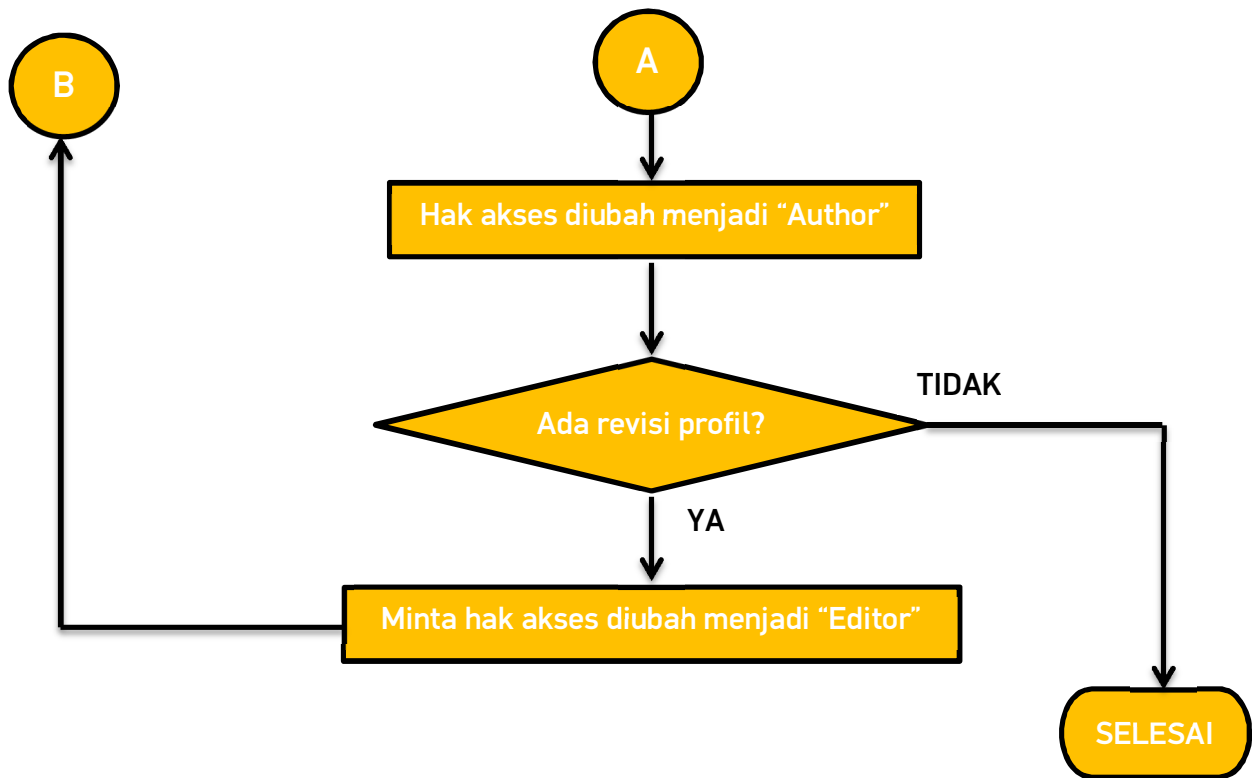 B
A
Hak akses diubah menjadi “Author”
Ada revisi profil?
TIDAK
YA
Minta hak akses diubah menjadi “Editor”
SELESAI